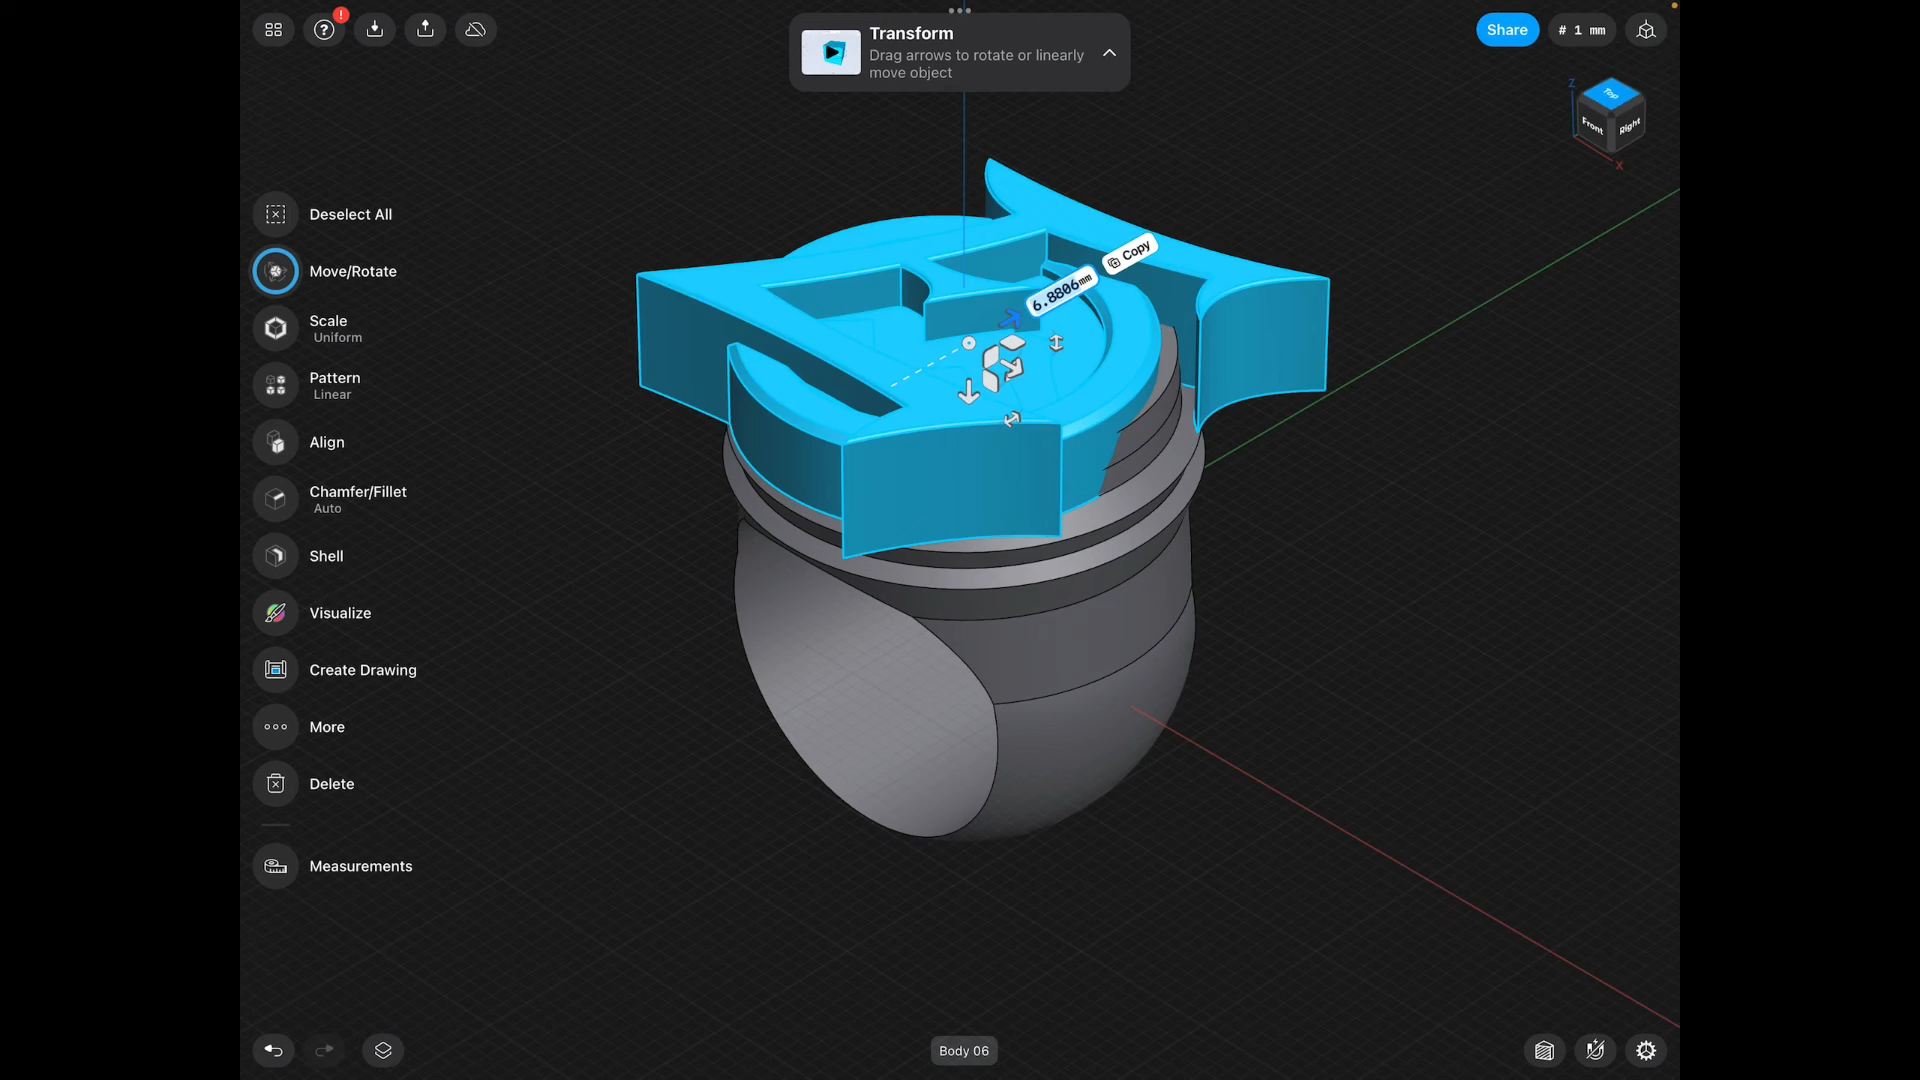 Transform
Drag arrows to rotate or linearly
move object
Share
# 1 mm
Z
Top
Front
Right
X
Deselect All
Move/Rotate
Scale
Uniform
Pattern
Linear
Align
Chamfer/Fillet
Auto
Shell
Visualize
Create Drawing
More
Delete
Measurements
Copy
6.8806mm
Body 06